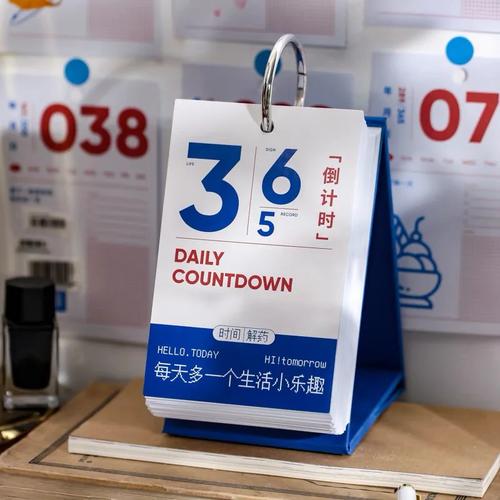 038
07
3
6
5
LIFE
SIGN
RECORD
「倒计时」
DAILY
COUNTDOWN
时间 解药
HELLO.TODAY
HI!tomorrow
每天多一个生活小乐趣